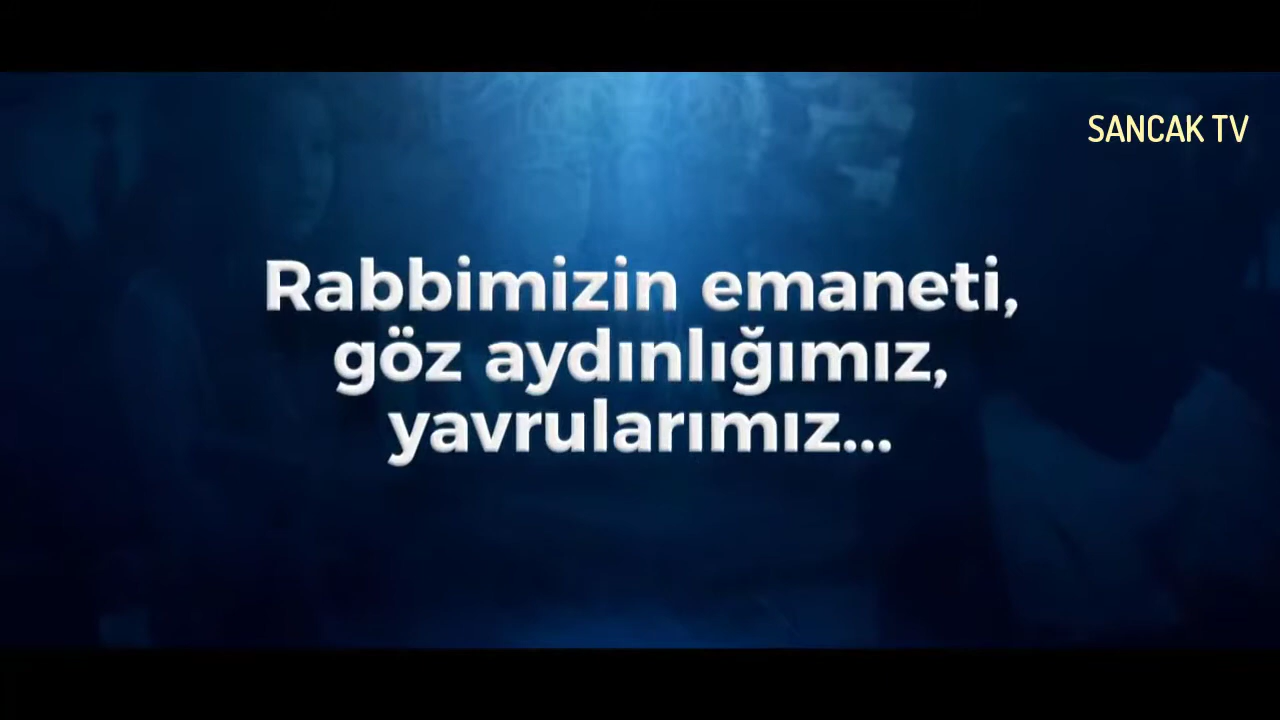 SANCAK TV
Rabbimizin emaneti,
göz aydınlığımız,
yavrularımız...